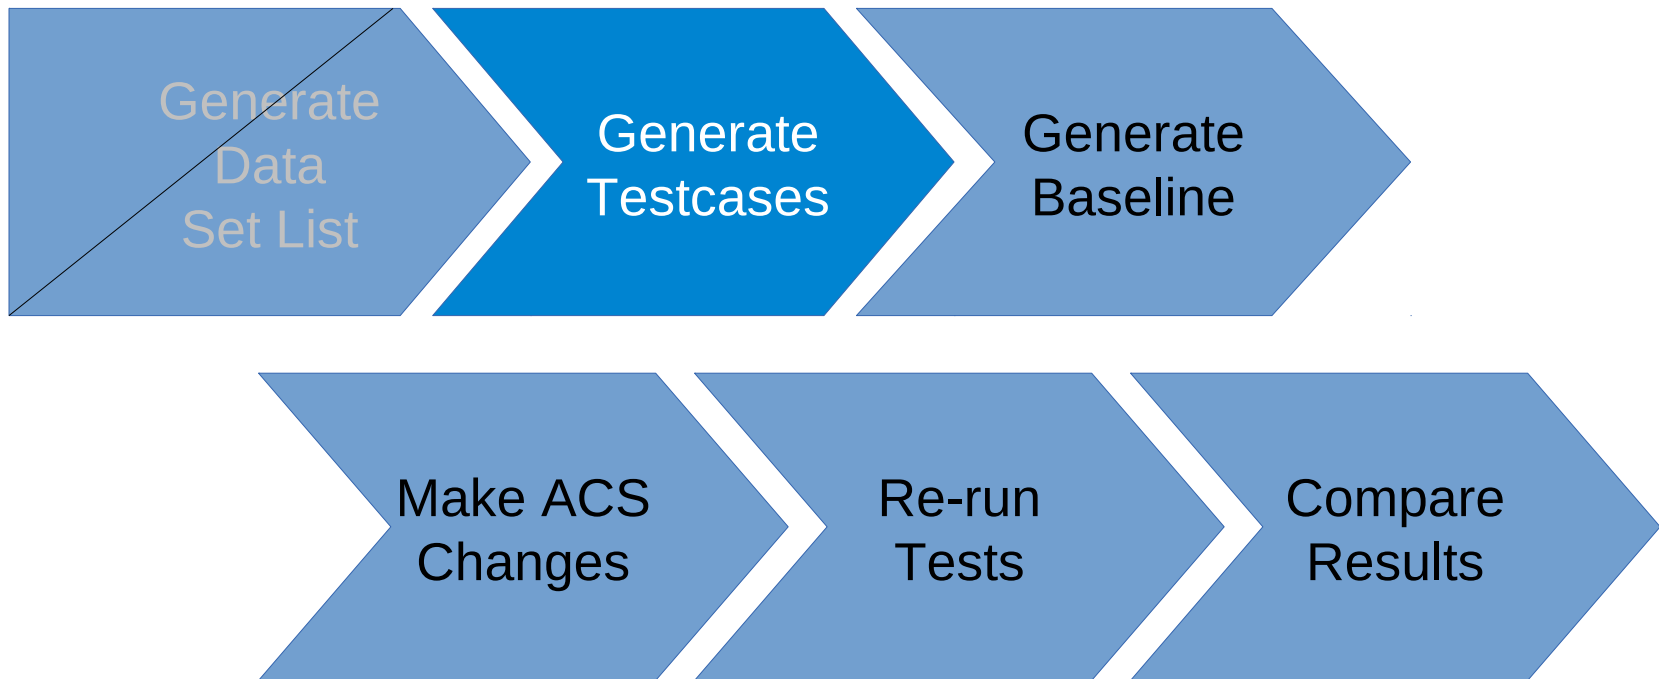 Generate
Data
Set List
Generate
Testcases
Generate
Baseline
Make ACS
Changes
Re-run
Tests
Compare
Results